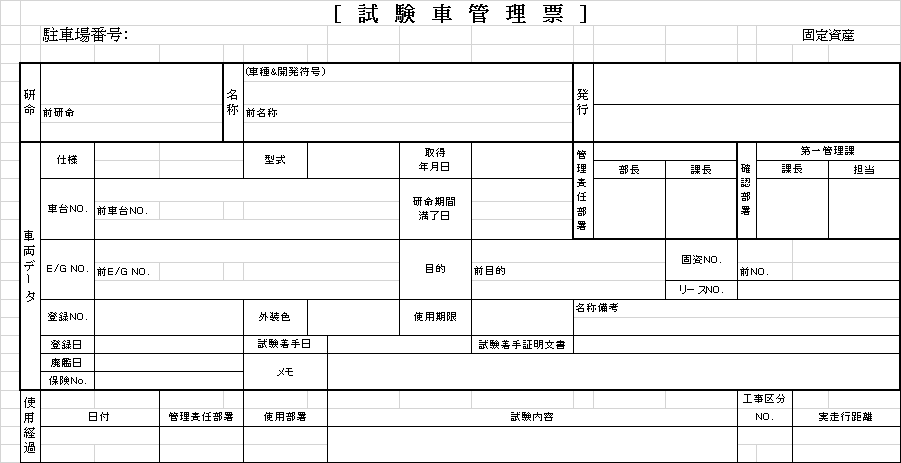 [ 試 験 車 管 理 票 ]
駐車場番号:
固定資産
研命
前研命
名称
(車種&開発符号)
前名称
発行
車両データ
仕様
型式
取得
年月日
管理責任部署
部長
課長
確認部署
第一管理課
課長
担当
車台NO.
前車台NO.
研命期間
満了日
E/G NO.
前E/G NO.
目的
前目的
固資NO.
前NO.
リースNO.
登録NO.
外装色
使用期限
名称備考
登録日
試験着手日
試験着手証明文書
廃艦日
メモ
保険No.
使用経過
日付
管理責任部署
使用部署
試験内容
工事区分
NO.
実走行距離